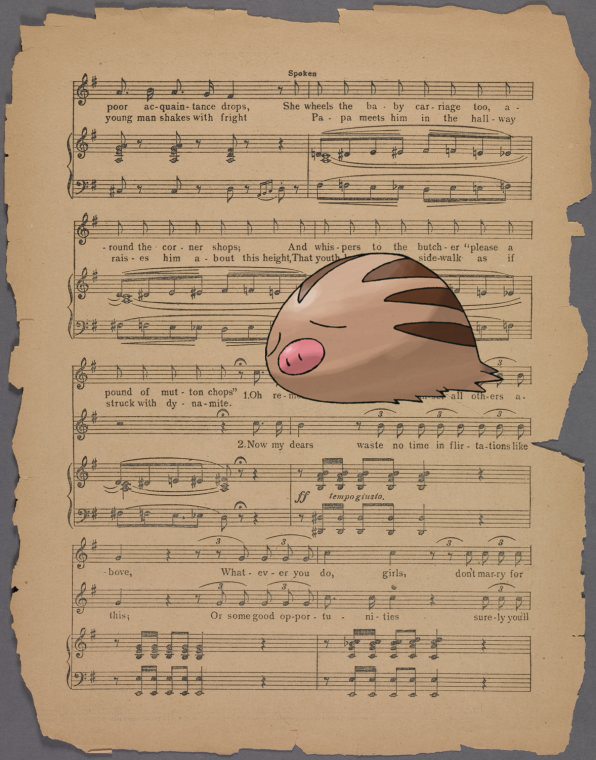 Spoken
poor ac-quain-tance drops, She wheels the ba-by car-riage too, a-
young man shakes with fright Pa-pa meets him in the hall-way
-round the cor-ner shops; And whis-pers to the butch-er "please a
rais-es him a-bout this height, That youth side-walk as if
pound of mut-ton chops" 1. Oh re- all oth-ers a-
struck with dy-na-mite.
2. Now my dears waste no time in flir-ta-tions like
ff tempo giusto.
-bove, What-ev-er you do, girls, don't mar-ry for
this; Or some good op-por-tu-ni-ties sure-ly you'll